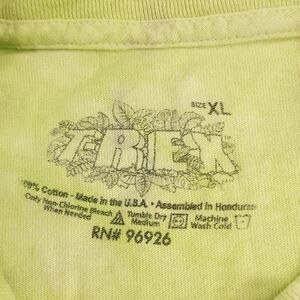 SIZE XL
T-REX
100% Cotton - Made in the U.S.A. • Assembled in Honduras
Only Non-Chlorine Bleach When Needed
Tumble Dry Medium
Machine Wash Cold
RN# 96926